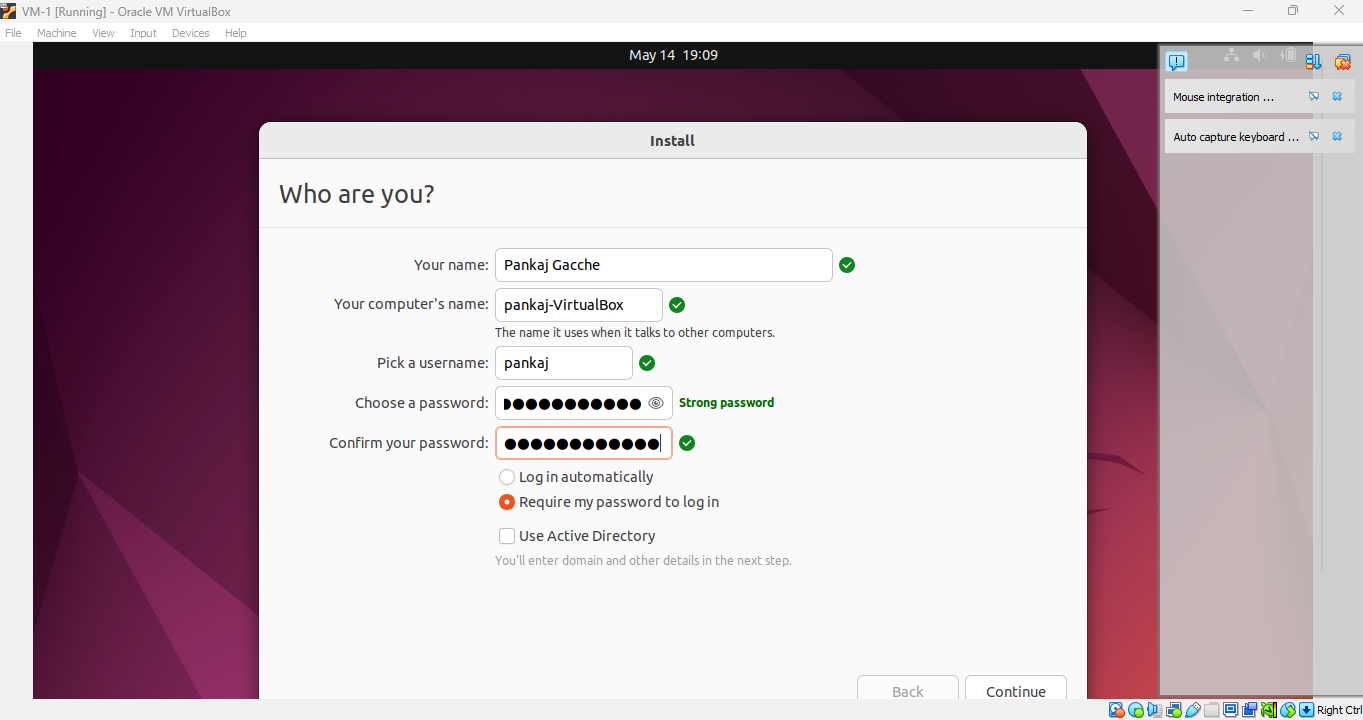 VM-1 [Running] - Oracle VM VirtualBox
File Machine View Input Devices Help
May 14 19:09
Mouse integration ...
Auto capture keyboard ...
Install
Who are you?
Your name: Pankaj Gacche
Your computer's name: pankaj-VirtualBox
The name it uses when it talks to other computers.
Pick a username: pankaj
Choose a password: Strong password
Confirm your password:
Log in automatically
Require my password to log in
Use Active Directory
You'll enter domain and other details in the next step.
Back Continue
Right Ctrl